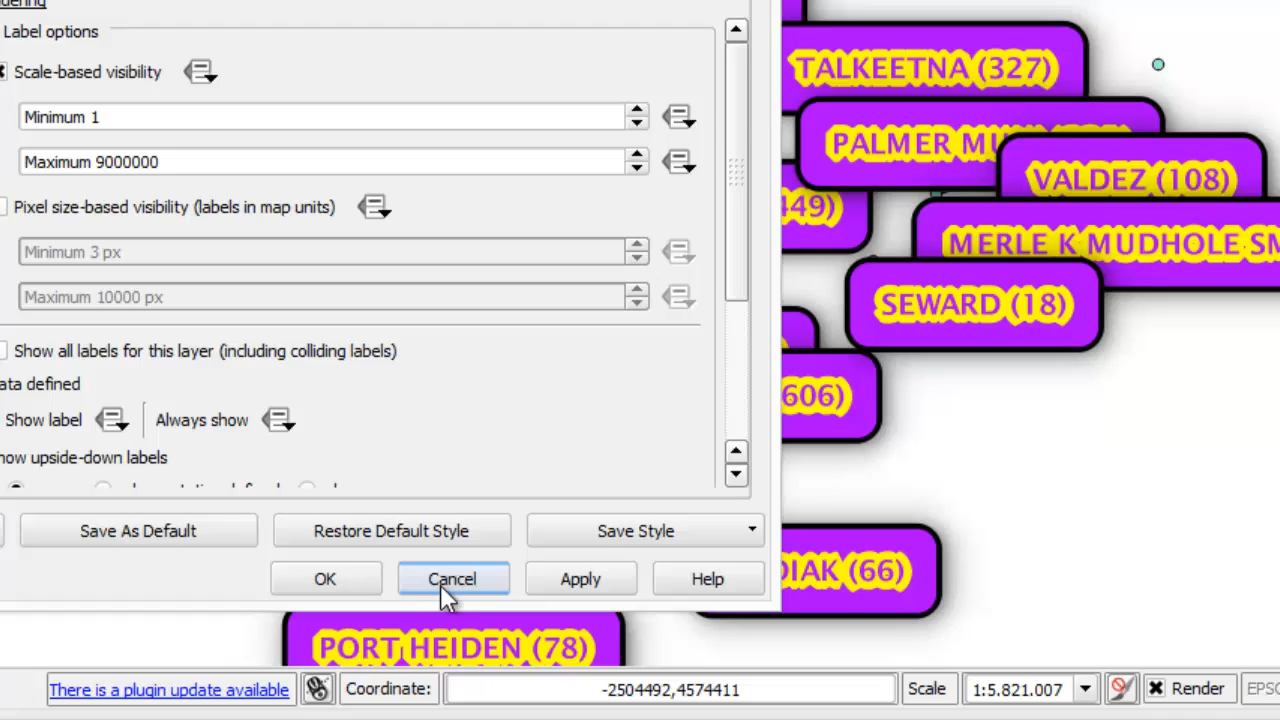 Label options
Scale-based visibility
Minimum 1
Maximum 9000000
Pixel size-based visibility (labels in map units)
Minimum 3 px
Maximum 10000 px
Show all labels for this layer (including colliding labels)
ata defined
Show label
Always show
how upside-down labels
Save As Default
Restore Default Style
Save Style
OK
Cancel
Apply
Help
TALKEETNA (327)
PALMER MU
VALDEZ (108)
449)
MERLE K MUDHOLE SM
SEWARD (18)
606)
DIAK (66)
PORT HEIDEN (78)
There is a plugin update available
Coordinate:
-2504492,4574411
Scale
1:5.821.007
Render
EPSC